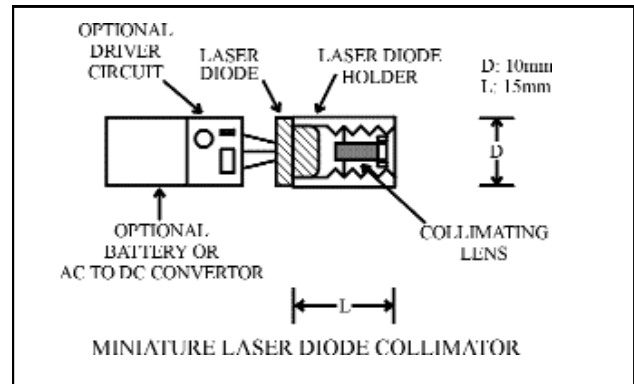 OPTIONAL
DRIVER
CIRCUIT
LASER
DIODE
LASER DIODE
HOLDER
D: 10mm
L: 15mm
D
OPTIONAL
BATTERY OR
AC TO DC CONVERTOR
COLLIMATING
LENS
L
MINIATURE LASER DIODE COLLIMATOR